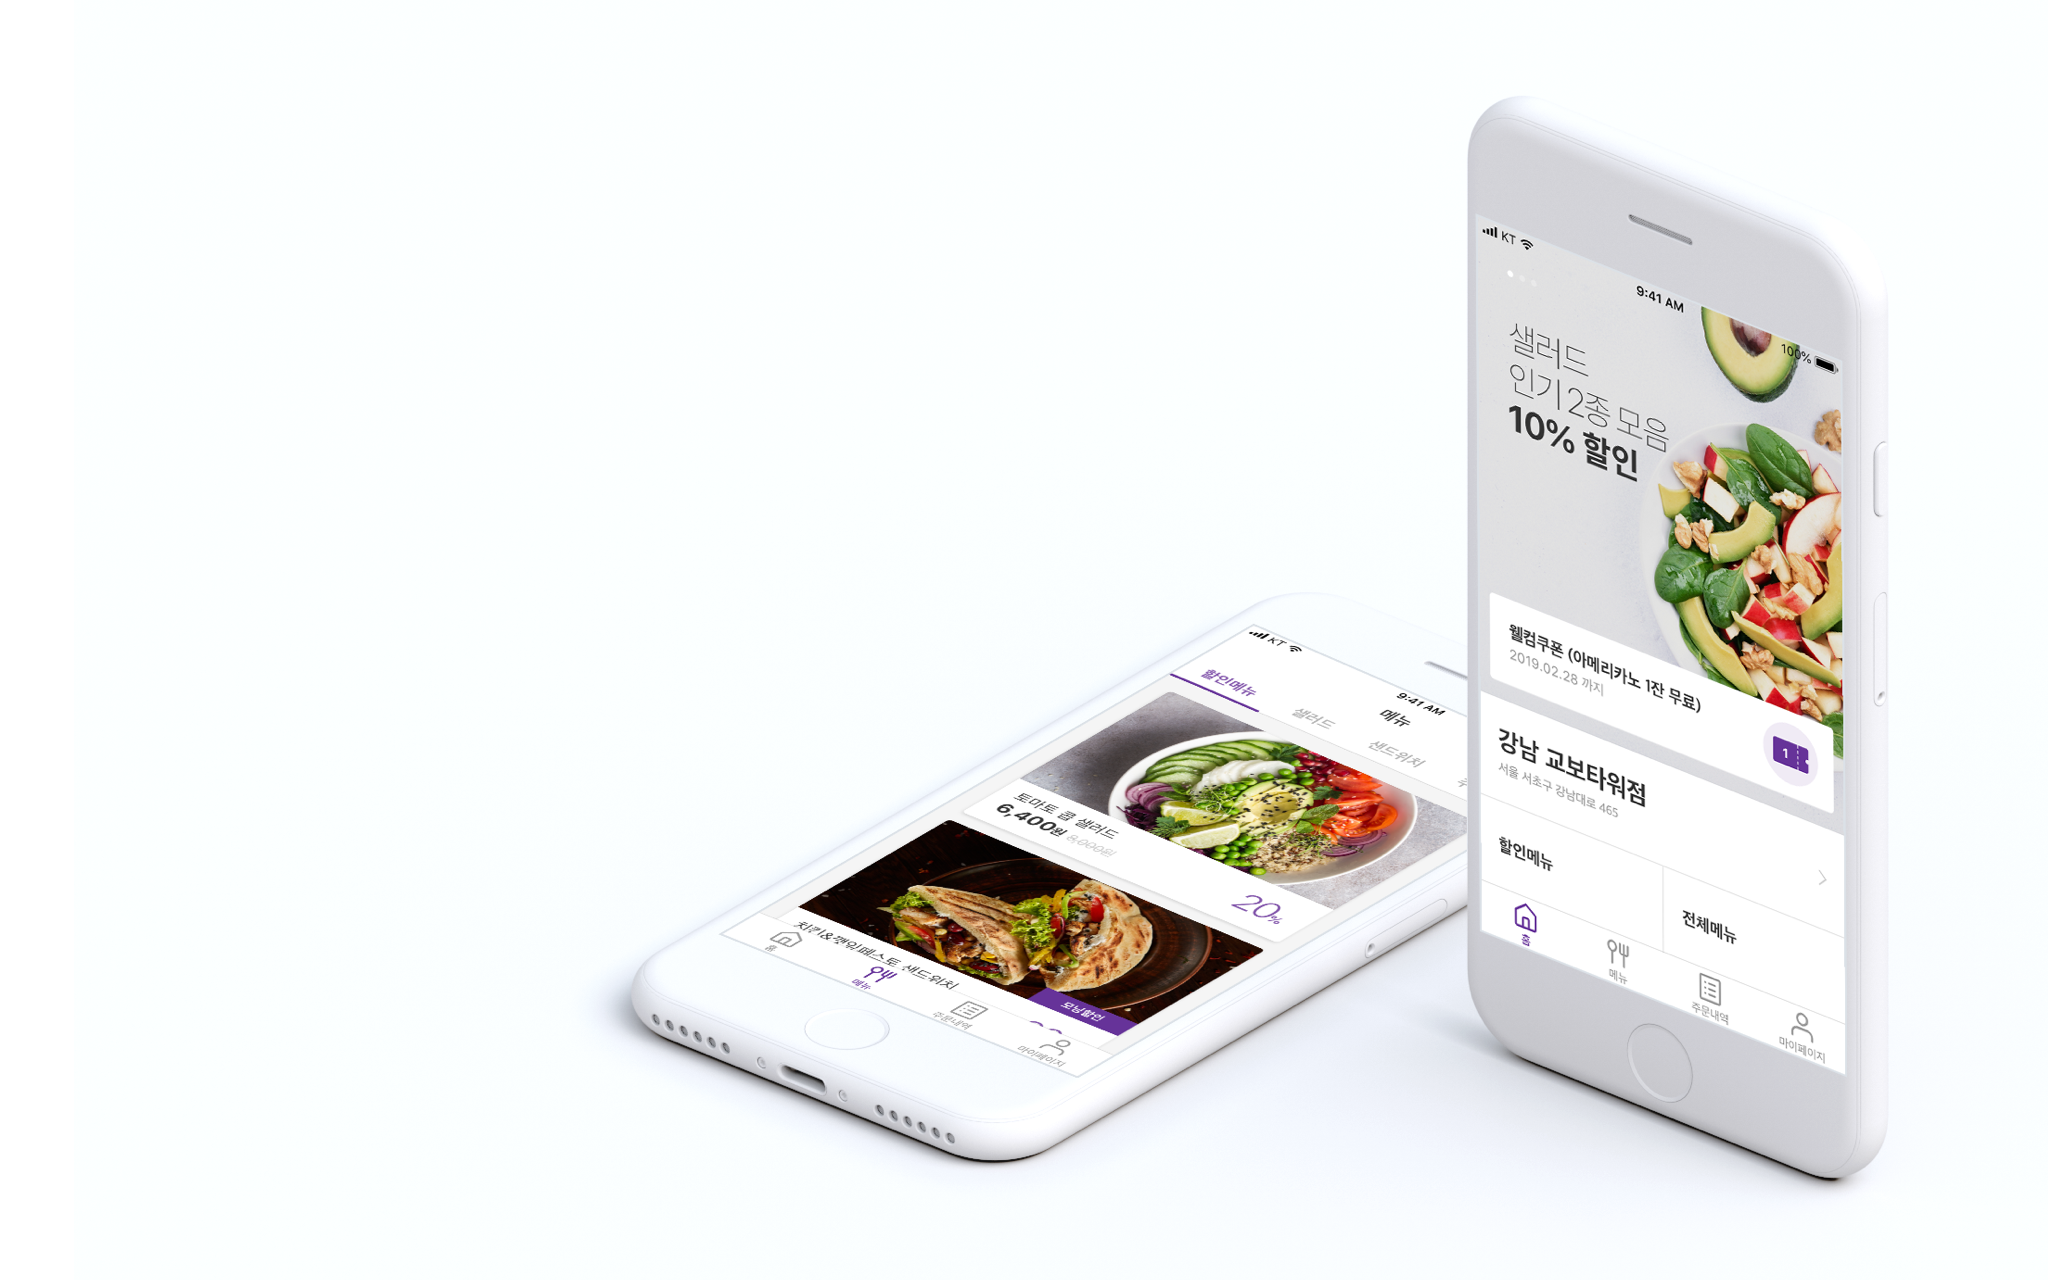 KT
9:41 AM
100%
샐러드
인기 2종 모음
10% 할인
웰컴쿠폰 (아메리카노 1잔 무료)
2019.02.28 까지
1
강남 교보타워점
서울 서초구 강남대로 465
할인메뉴
전체메뉴
홈
메뉴
주문내역
마이페이지
KT
9:41 AM
메뉴
할인메뉴
샐러드
샌드위치
토마토 콥 샐러드
6,400원 8,000원
20%
모닝할인
페스토 샌드위치
홈
메뉴
주문내역
마이페이지